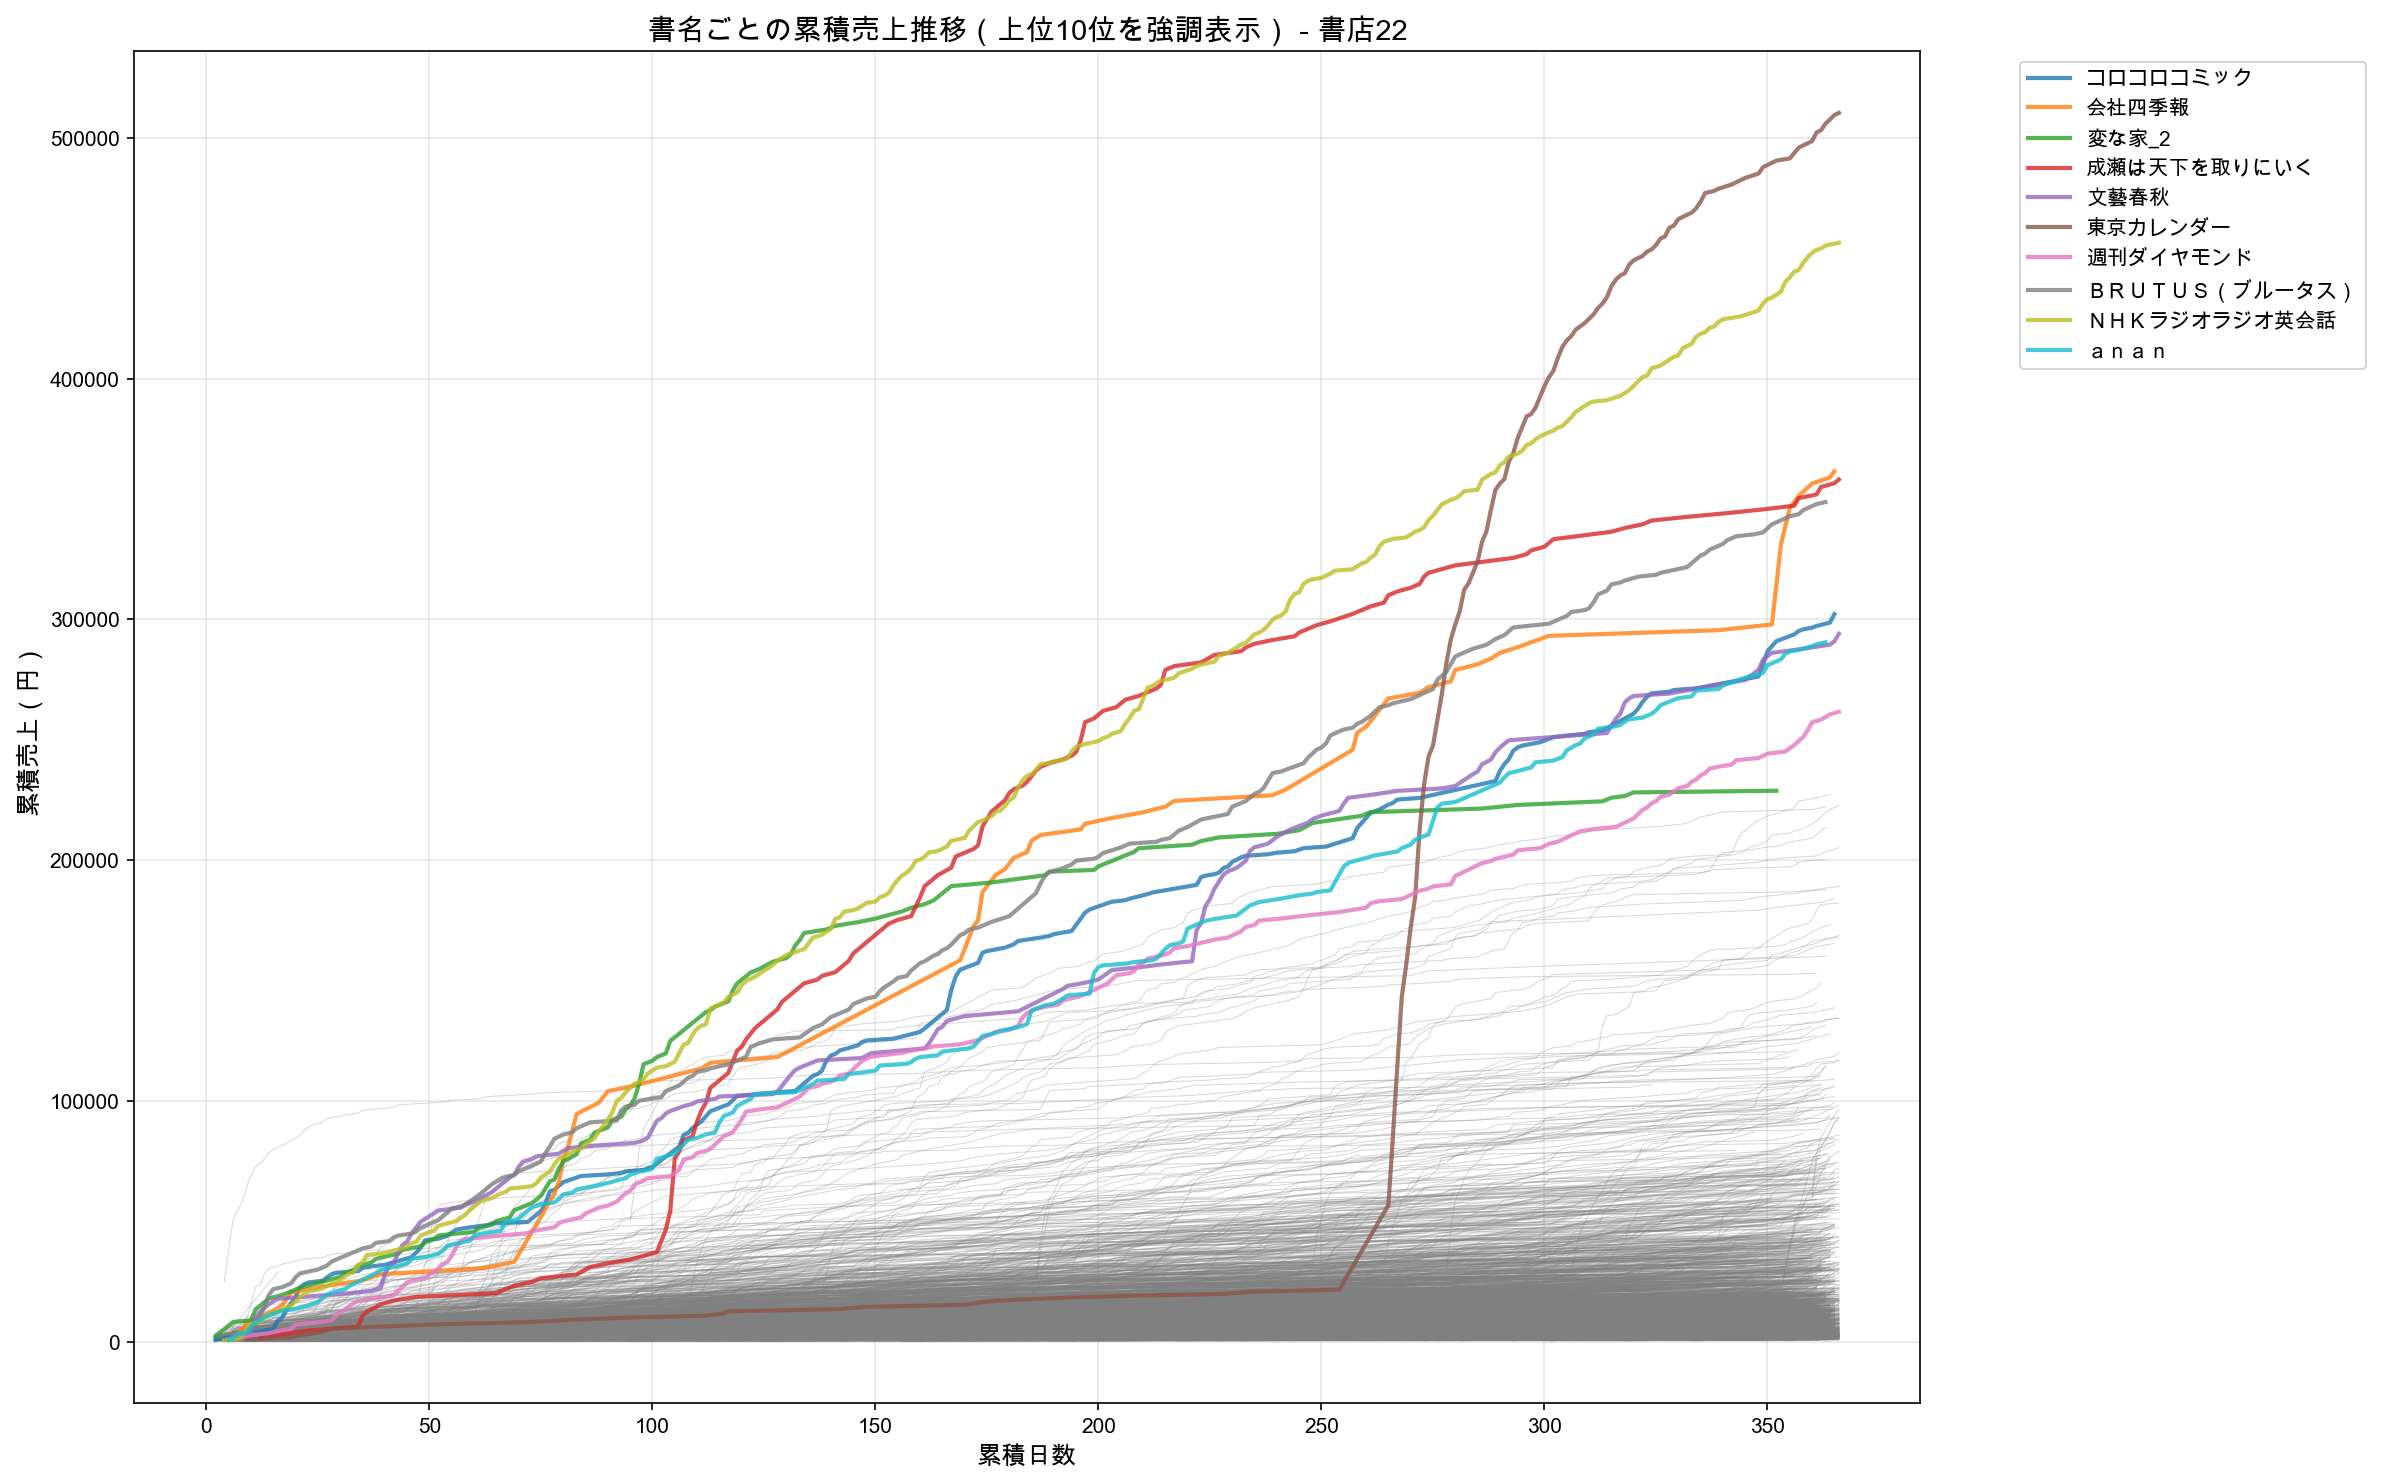 書名ごとの累積売上推移（上位10位を強調表示） - 書店22
累積売上（円）
500000
400000
300000
200000
100000
0
0 50 100 150 200 250 300 350
累積日数
コロコロコミック
会社四季報
変な家_2
成瀬は天下を取りにいく
文藝春秋
東京カレンダー
週刊ダイヤモンド
ＢＲＵＴＵＳ（ブルータス）
ＮＨＫラジオラジオ英会話
ａｎａｎ